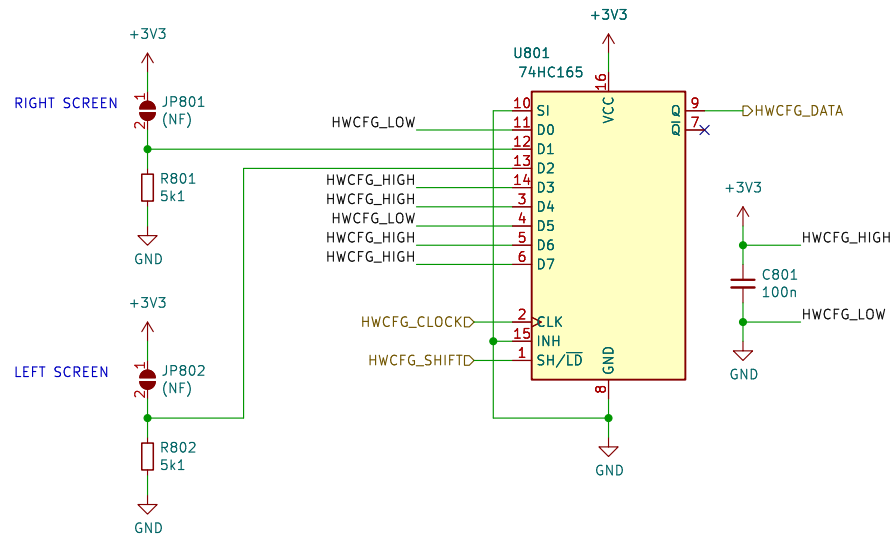 +3V3
RIGHT SCREEN
1
2
JP801
(NF)
R801
5k1
GND
+3V3
LEFT SCREEN
1
2
JP802
(NF)
R802
5k1
GND
+3V3
U801
74HC165
16
VCC
10 SI
HWCFG_LOW 11 D0
12 D1
13 D2
HWCFG_HIGH 14 D3
HWCFG_HIGH 3 D4
HWCFG_LOW 4 D5
HWCFG_HIGH 5 D6
HWCFG_HIGH 6 D7
HWCFG_CLOCK 2 CLK
15 INH
HWCFG_SHIFT 1 SH/LD
GND
8
GND
Q 9 HWCFG_DATA
Q 7
+3V3
HWCFG_HIGH
C801
100n
HWCFG_LOW
GND